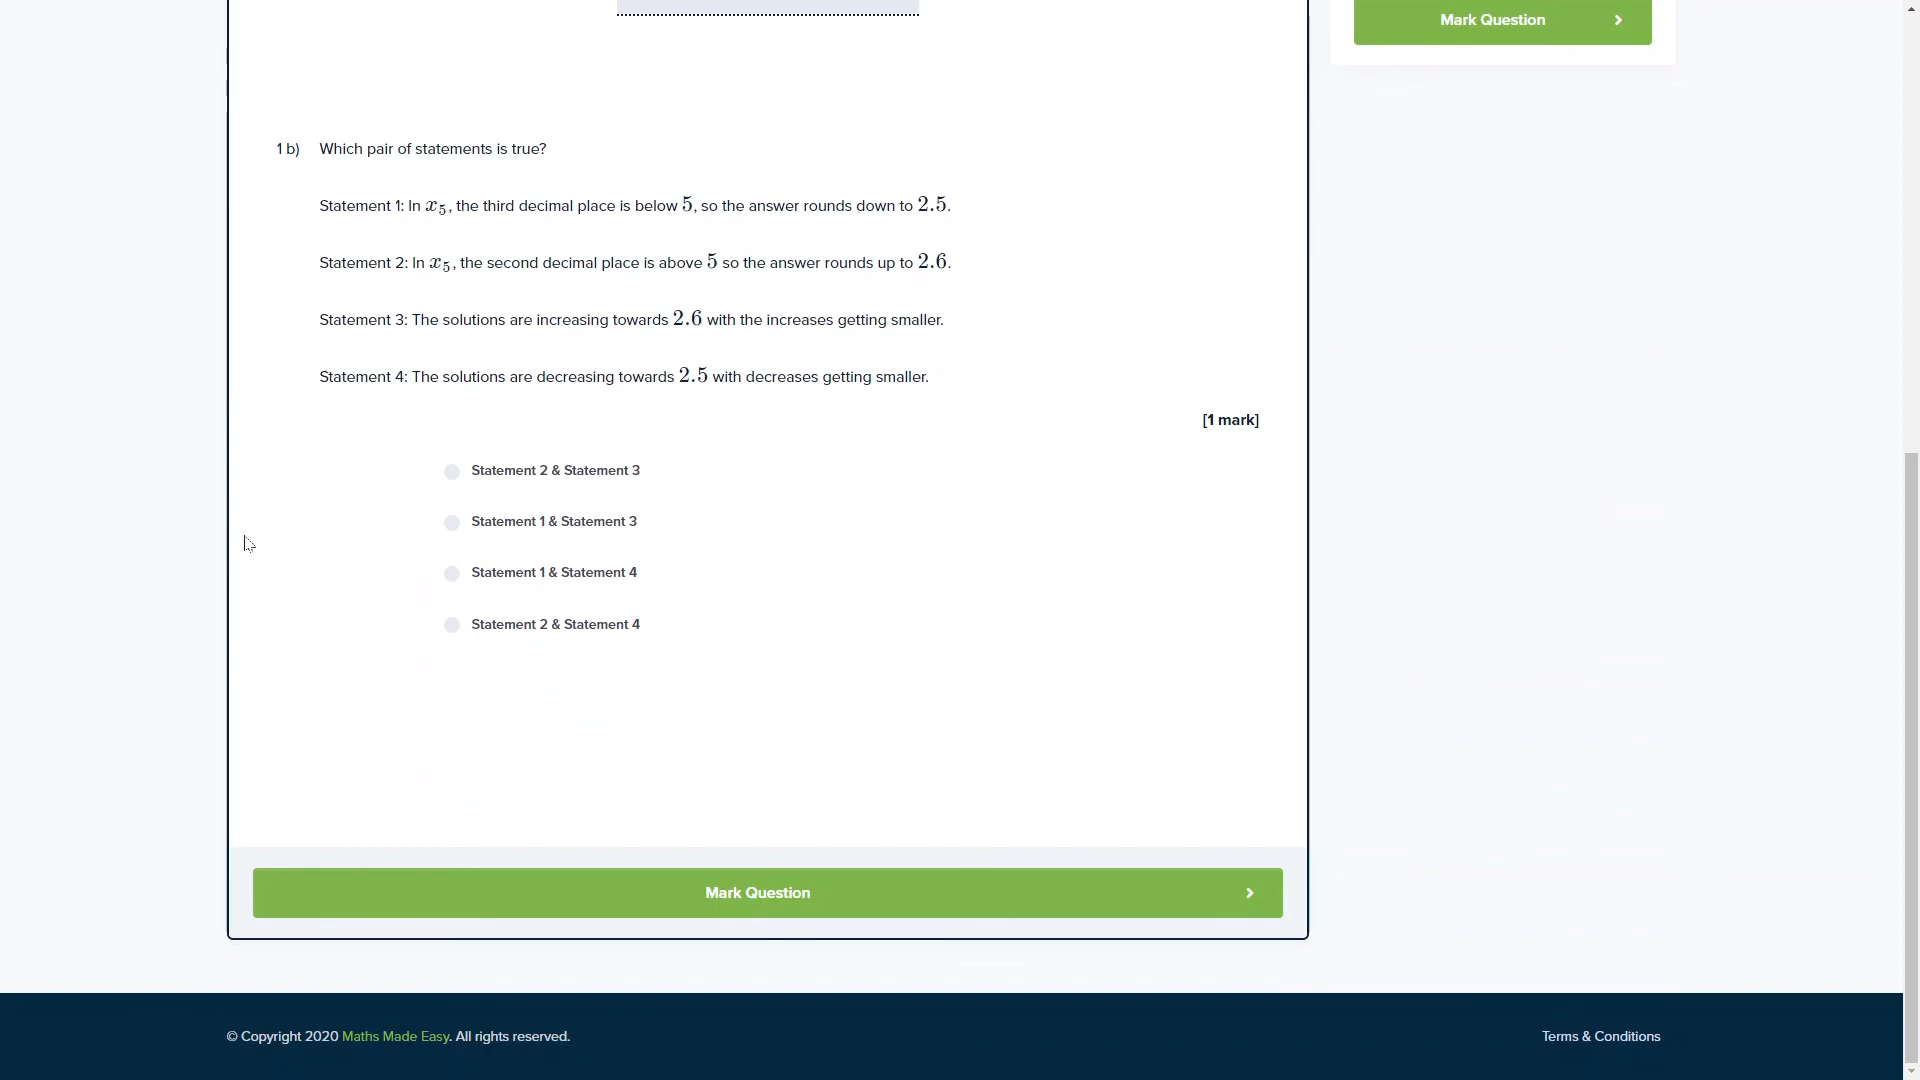 Mark Question
1 b) Which pair of statements is true?
Statement 1: In x₅, the third decimal place is below 5, so the answer rounds down to 2.5.
Statement 2: In x₅, the second decimal place is above 5 so the answer rounds up to 2.6.
Statement 3: The solutions are increasing towards 2.6 with the increases getting smaller.
Statement 4: The solutions are decreasing towards 2.5 with decreases getting smaller.
[1 mark]
Statement 2 & Statement 3
Statement 1 & Statement 3
Statement 1 & Statement 4
Statement 2 & Statement 4
Mark Question
© Copyright 2020 Maths Made Easy. All rights reserved.
Terms & Conditions